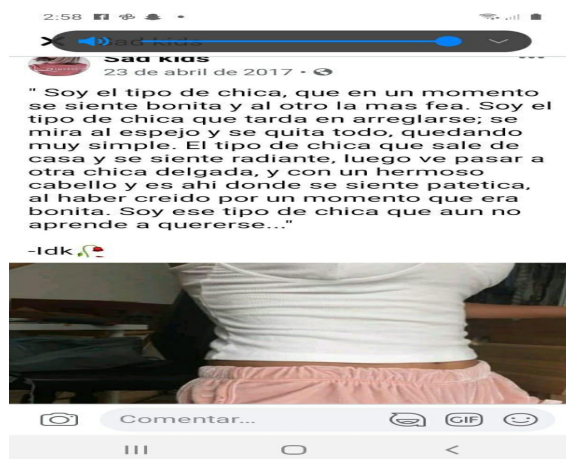 2:58
Sad kids
Sad kids
23 de abril de 2017 •
" Soy el tipo de chica, que en un momento
se siente bonita y al otro la mas fea. Soy el
tipo de chica que tarda en arreglarse; se
mira al espejo y se quita todo, quedando
muy simple. El tipo de chica que sale de
casa y se siente radiante, luego ve pasar a
otra chica delgada, y con un hermoso
cabello y es ahi donde se siente patetica,
al haber creido por un momento que era
bonita. Soy ese tipo de chica que aun no
aprende a quererse..."
-Idk🥀
Comentar...
GIF